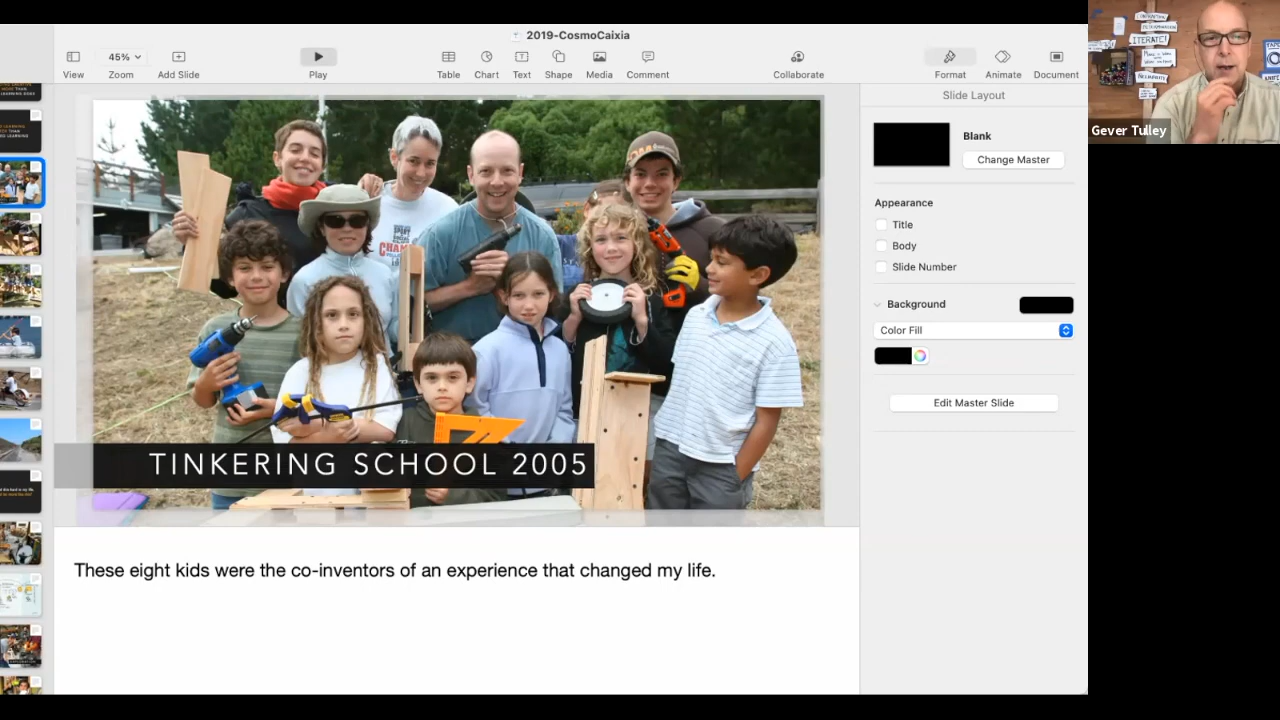 2019-CosmoCaixia
45%
View
Zoom
Add Slide
Play
Table
Chart
Text
Shape
Media
Comment
Collaborate
Format
Animate
Document
Slide Layout
Blank
Change Master
Appearance
Title
Body
Slide Number
Background
Color Fill
Edit Master Slide
TINKERING SCHOOL 2005
These eight kids were the co-inventors of an experience that changed my life.
ITERATE!
Gever Tulley